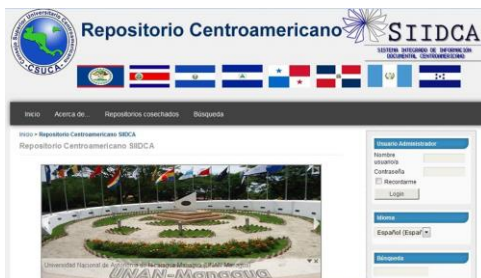 Repositorio Centroamericano
SIIDCA
SISTEMA INTEGRADO DE INFORMACIÓN
DOCUMENTAL CENTROAMERICANO
CSUCA
Inicio Acerca de... Repositorios cosechados Búsqueda
Inicio > Repositorio Centroamericano SIIDCA
Repositorio Centroamericano SIIDCA
Usuario Administrador
Nombre
usuario/a
Contraseña
Recordarme
Login
Idioma
Español (Españ
Búsqueda
UNAN-Managua